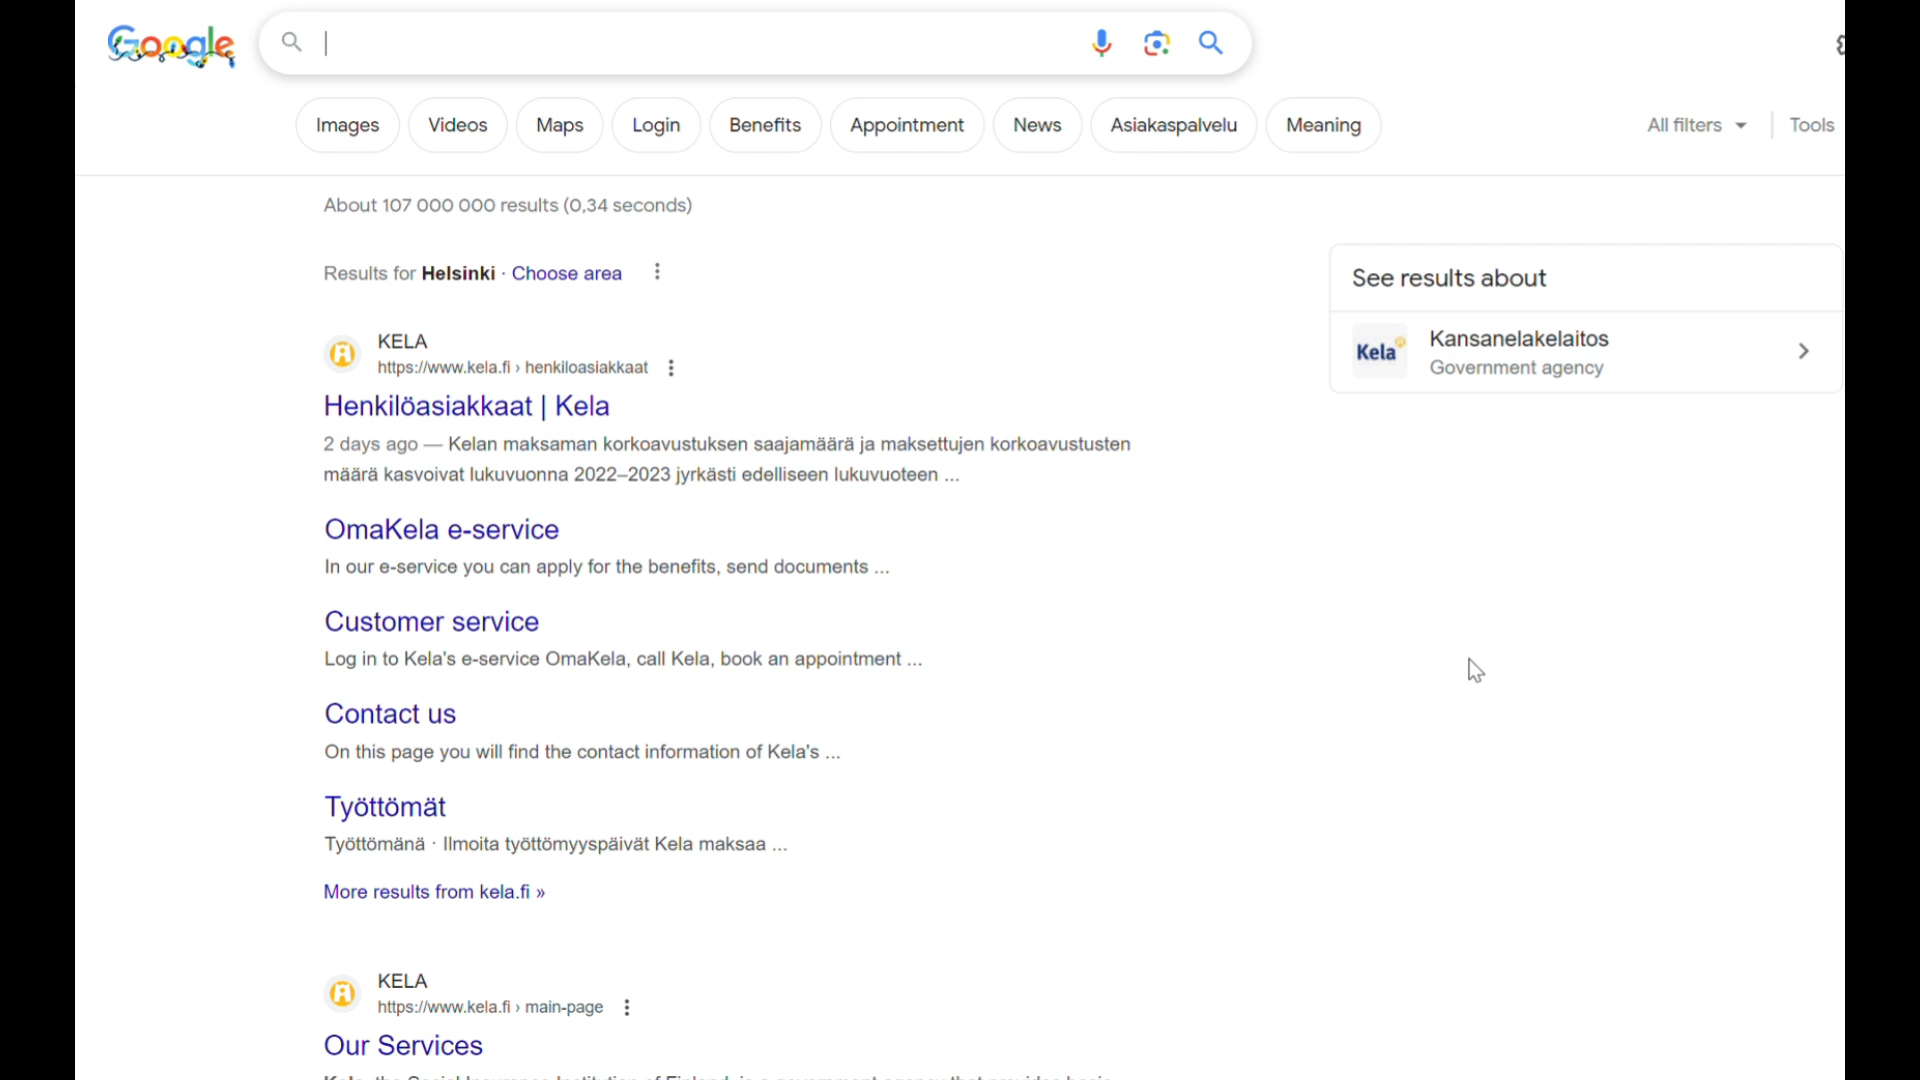 Google
Images Videos Maps Login Benefits Appointment News Asiakaspalvelu Meaning All filters Tools
About 107 000 000 results (0,34 seconds)
Results for Helsinki · Choose area
See results about
Kela Kansanelakelaitos
Government agency
KELA
https://www.kela.fi › henkiloasiakkaat
Henkilöasiakkaat | Kela
2 days ago — Kelan maksaman korkoavustuksen saajamäärä ja maksettujen korkoavustusten
määrä kasvoivat lukuvuonna 2022–2023 jyrkästi edelliseen lukuvuoteen ...
OmaKela e-service
In our e-service you can apply for the benefits, send documents ...
Customer service
Log in to Kela's e-service OmaKela, call Kela, book an appointment ...
Contact us
On this page you will find the contact information of Kela's ...
Työttömät
Työttömänä · Ilmoita työttömyyspäivät Kela maksaa ...
More results from kela.fi »
KELA
https://www.kela.fi › main-page
Our Services